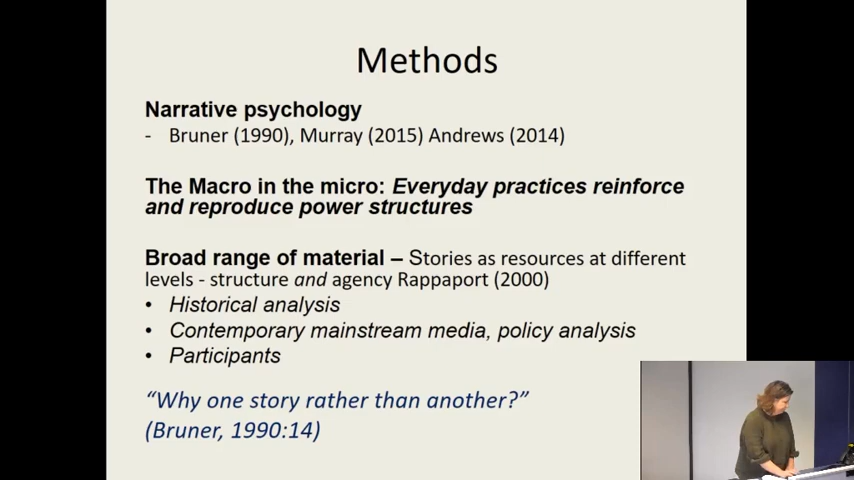 Methods
Narrative psychology
- Bruner (1990), Murray (2015) Andrews (2014)
The Macro in the micro: Everyday practices reinforce
and reproduce power structures
Broad range of material – Stories as resources at different
levels - structure and agency Rappaport (2000)
• Historical analysis
• Contemporary mainstream media, policy analysis
• Participants
“Why one story rather than another?”
(Bruner, 1990:14)